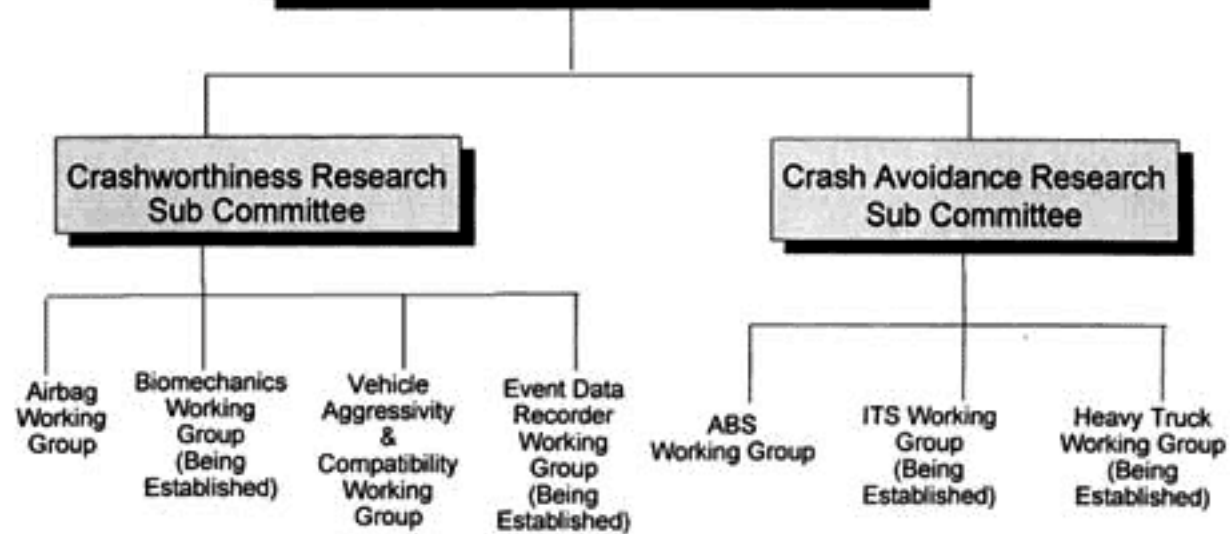 Crashworthiness Research
Sub Committee
Crash Avoidance Research
Sub Committee
Airbag
Working
Group
Biomechanics
Working
Group
(Being
Established)
Vehicle
Aggressivity
&
Compatibility
Working
Group
Event Data
Recorder
Working
Group
(Being
Established)
ABS
Working Group
ITS Working
Group
(Being
Established)
Heavy Truck
Working Group
(Being
Established)